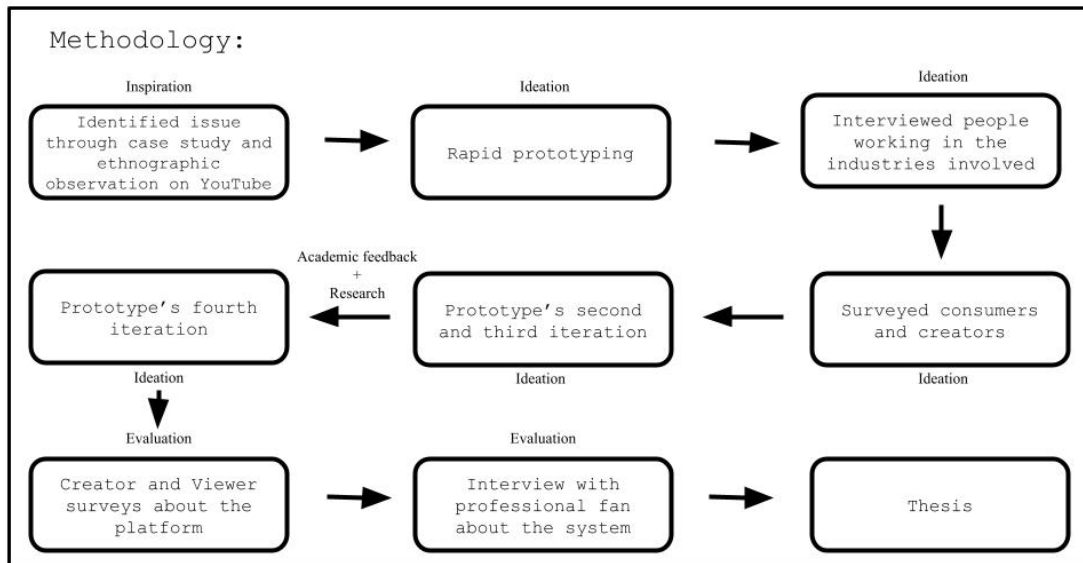 Methodology:
Inspiration
Identified issue
through case study and
ethnographic
observation on YouTube
Ideation
Rapid prototyping
Ideation
Interviewed people
working in the
industries involved
Surveyed consumers
and creators
Ideation
Prototype’s second
and third iteration
Ideation
Academic feedback
+
Research
Prototype’s fourth
iteration
Ideation
Evaluation
Creator and Viewer
surveys about the
platform
Evaluation
Interview with
professional fan
about the system
Thesis